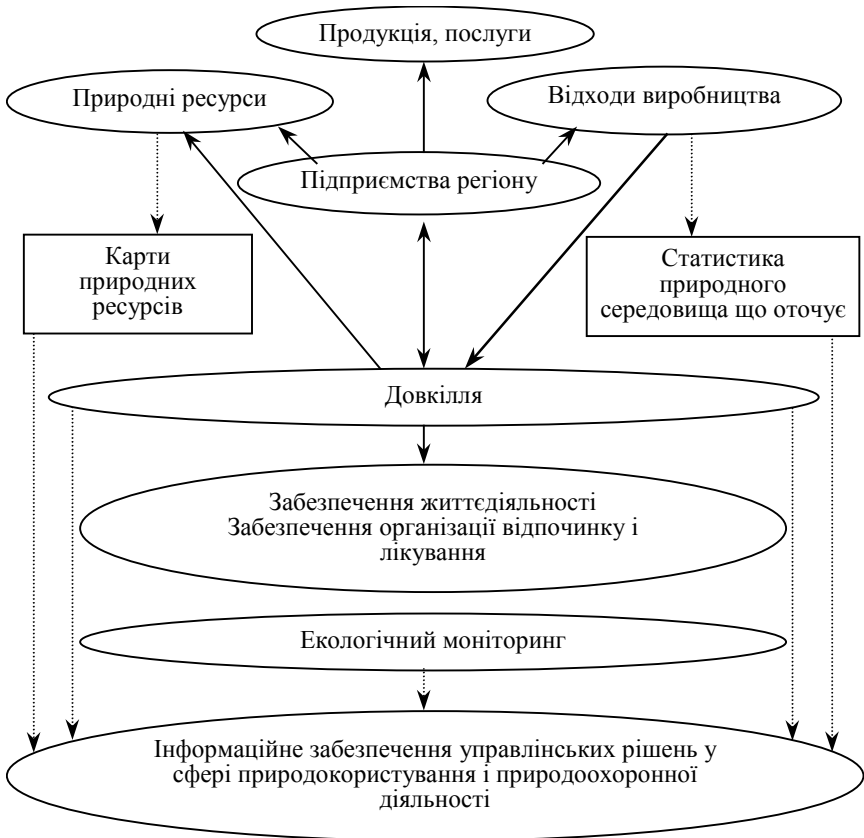 Продукція, послуги
Природні ресурси
Відходи виробництва
Підприємства регіону
Карти
природних
ресурсів
Статистика
природного
середовища що оточує
Довкілля
Забезпечення життєдіяльності
Забезпечення організації відпочинку і
лікування
Екологічний моніторинг
Інформаційне забезпечення управлінських рішень у
сфері природокористування і природоохоронної
діяльності